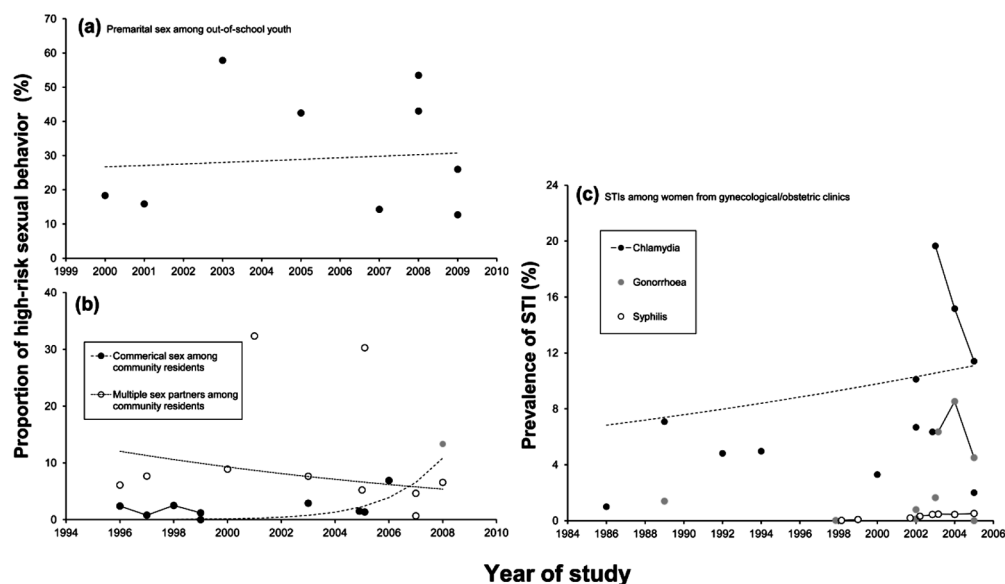 (a) Premarital sex among out-of-school youth
Proportion of high-risk sexual behavior (%)
70
60
50
40
30
20
10
0
1999 2000 2001 2002 2003 2004 2005 2006 2007 2008 2009 2010
(b)
40
30
20
10
0
Commerical sex among
community residents
Multiple sex partners among
community residents
1994 1996 1998 2000 2002 2004 2006 2008 2010
(c) STIs among women from gynecological/obstetric clinics
Prevalence of STI (%)
24
20
16
12
8
4
0
Chlamydia
Gonorrhoea
Syphilis
1984 1986 1988 1990 1992 1994 1996 1998 2000 2002 2004 2006
Year of study